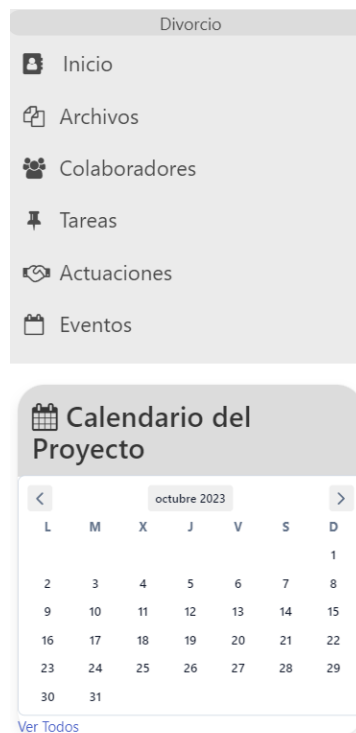 Divorcio
Inicio
Archivos
Colaboradores
Tareas
Actuaciones
Eventos
Calendario del
Proyecto
octubre 2023
L M X J V S D
1
2 3 4 5 6 7 8
9 10 11 12 13 14 15
16 17 18 19 20 21 22
23 24 25 26 27 28 29
30 31
Ver Todos